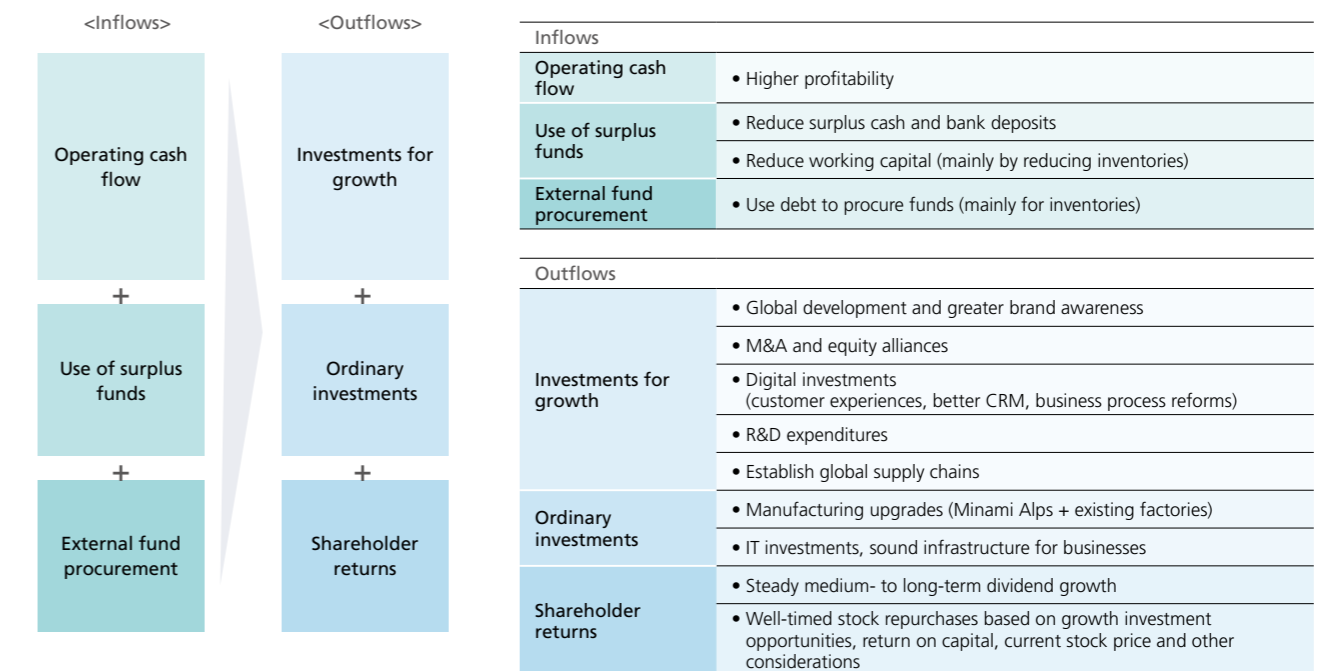 <Inflows>
Operating cash
flow
+
Use of surplus
funds
+
External fund
procurement
<Outflows>
Investments for
growth
+
Ordinary
investments
+
Shareholder
returns
Inflows
Operating cash
flow
• Higher profitability
Use of surplus
funds
• Reduce surplus cash and bank deposits
• Reduce working capital (mainly by reducing inventories)
External fund
procurement
• Use debt to procure funds (mainly for inventories)
Outflows
Investments for
growth
• Global development and greater brand awareness
• M&A and equity alliances
• Digital investments
(customer experiences, better CRM, business process reforms)
• R&D expenditures
• Establish global supply chains
Ordinary
investments
• Manufacturing upgrades (Minami Alps + existing factories)
• IT investments, sound infrastructure for businesses
Shareholder
returns
• Steady medium- to long-term dividend growth
• Well-timed stock repurchases based on growth investment
opportunities, return on capital, current stock price and other
considerations